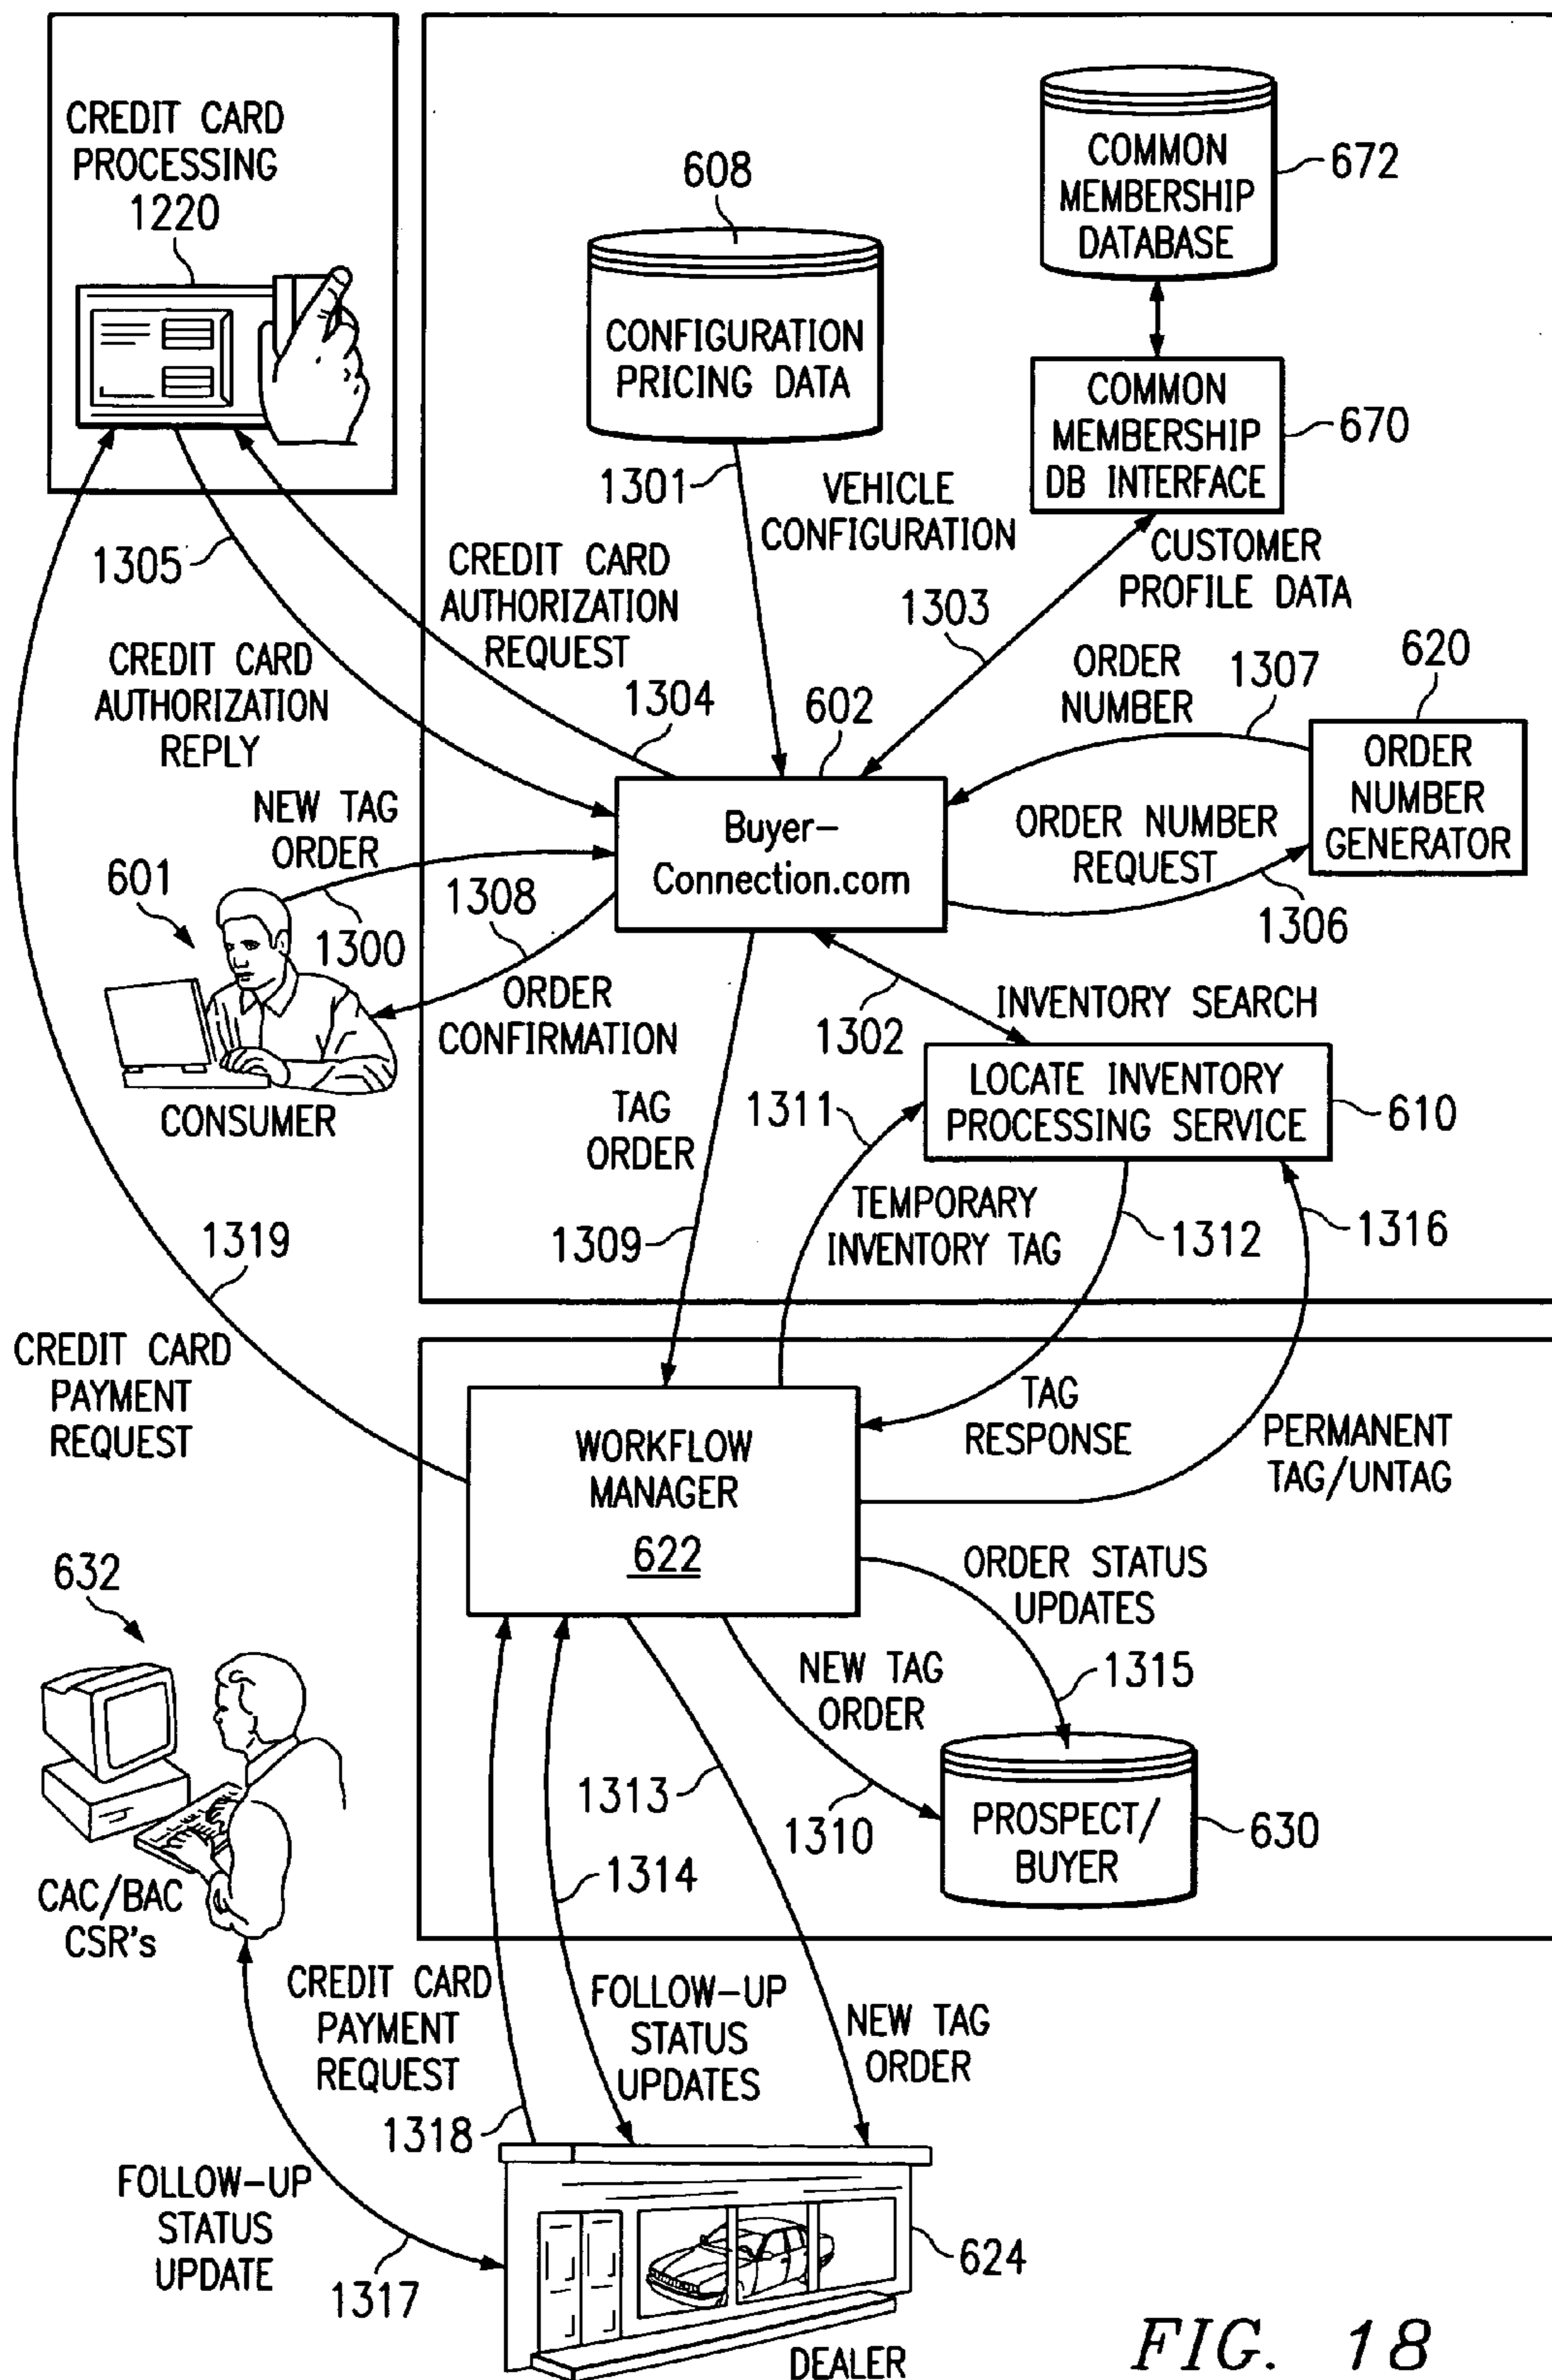 CREDIT CARD
PROCESSING
1220
608
CONFIGURATION
PRICING DATA
COMMON
MEMBERSHIP
DATABASE
672
COMMON
MEMBERSHIP
DB INTERFACE
670
1301
VEHICLE
CONFIGURATION
1305
CREDIT CARD
AUTHORIZATION
REQUEST
1303
CUSTOMER
PROFILE DATA
CREDIT CARD
AUTHORIZATION
REPLY
1304
602
ORDER
NUMBER
1307
620
ORDER
NUMBER
GENERATOR
NEW TAG
ORDER
Buyer-
Connection.com
ORDER NUMBER
REQUEST
1306
601
1300
1308
CONSUMER
ORDER
CONFIRMATION
1302
INVENTORY SEARCH
LOCATE INVENTORY
PROCESSING SERVICE
610
TAG
ORDER
1311
1309
TEMPORARY
INVENTORY TAG
1312
1316
1319
CREDIT CARD
PAYMENT
REQUEST
WORKFLOW
MANAGER
622
TAG
RESPONSE
PERMANENT
TAG/UNTAG
ORDER STATUS
UPDATES
632
NEW TAG
ORDER
1315
1313
1310
PROSPECT/
BUYER
630
1314
CAC/BAC
CSR's
CREDIT CARD
PAYMENT
REQUEST
1318
FOLLOW-UP
STATUS
UPDATES
NEW TAG
ORDER
FOLLOW-UP
STATUS
UPDATE
1317
624
DEALER
FIG. 18